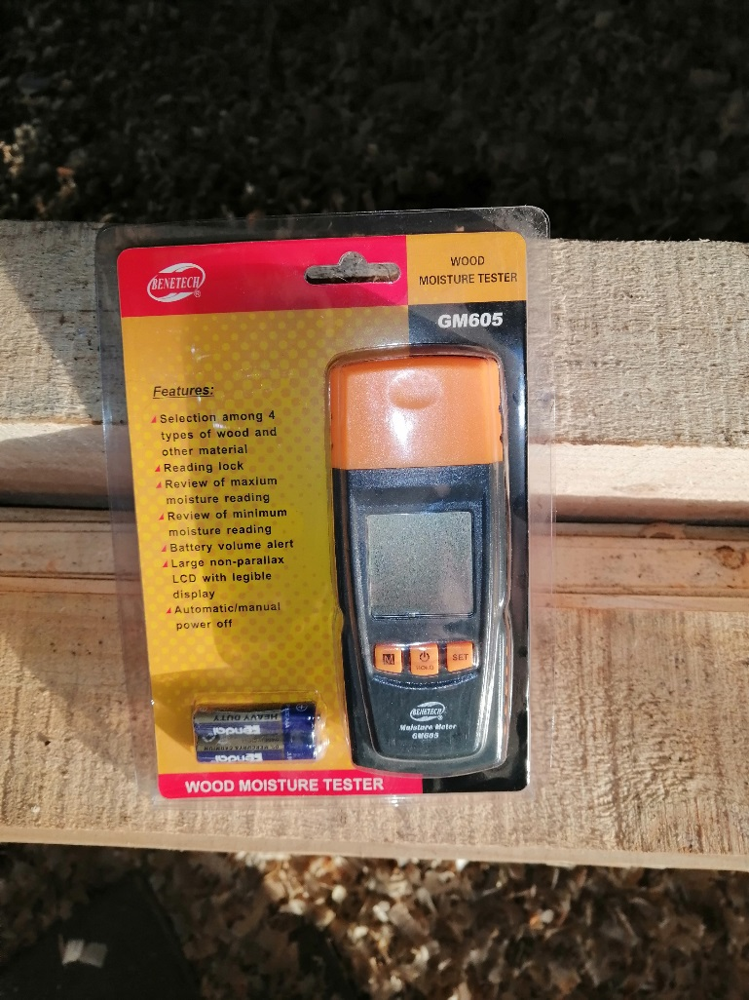 BENETECH®
WOOD
MOISTURE TESTER
GM605
Features:
Selection among 4
types of wood and
other material
Reading lock
Review of maxium
moisture reading
Review of minimum
moisture reading
Battery volume alert
Large non-parallax
LCD with legible
display
Automatic/manual
power off
M
HOLD
SET
BENETECH®
Moisture Meter
GM605
HEAVY DUTY
WOOD MOISTURE TESTER